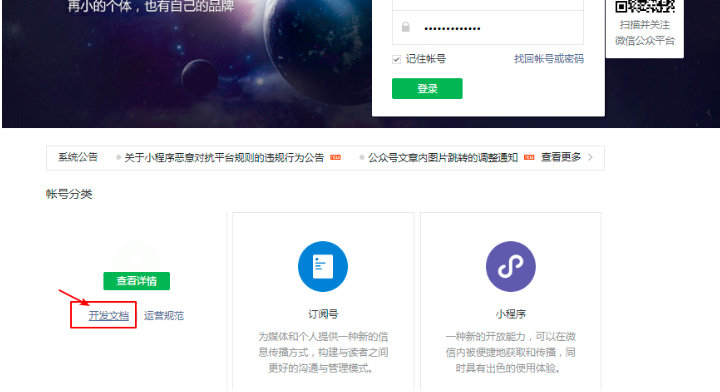 再小的个体，也有自己的品牌
•••••••••••••
记住帐号
找回帐号或密码
登录
扫描并关注
微信公众平台
系统公告
关于小程序恶意对抗平台规则的违规行为公告
公众号文章内图片跳转的调整通知
查看更多
帐号分类
查看详情
开发文档
运营规范
订阅号
为媒体和个人提供一种新的信
息传播方式，构建与读者之间
更好的沟通与管理模式。
小程序
一种新的开放能力，可以在微
信内被便捷地获取和传播，同
时具有出色的使用体验。